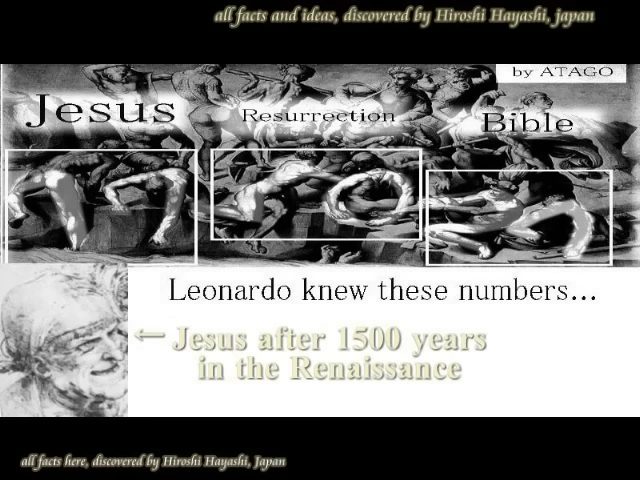 all facts and ideas, discovered by Hiroshi Hayashi, japan
by ATAGO
Jesus
Resurrection
Bible
Leonardo knew these numbers...
← Jesus after 1500 years
in the Renaissance
all facts here, discovered by Hiroshi Hayashi, Japan